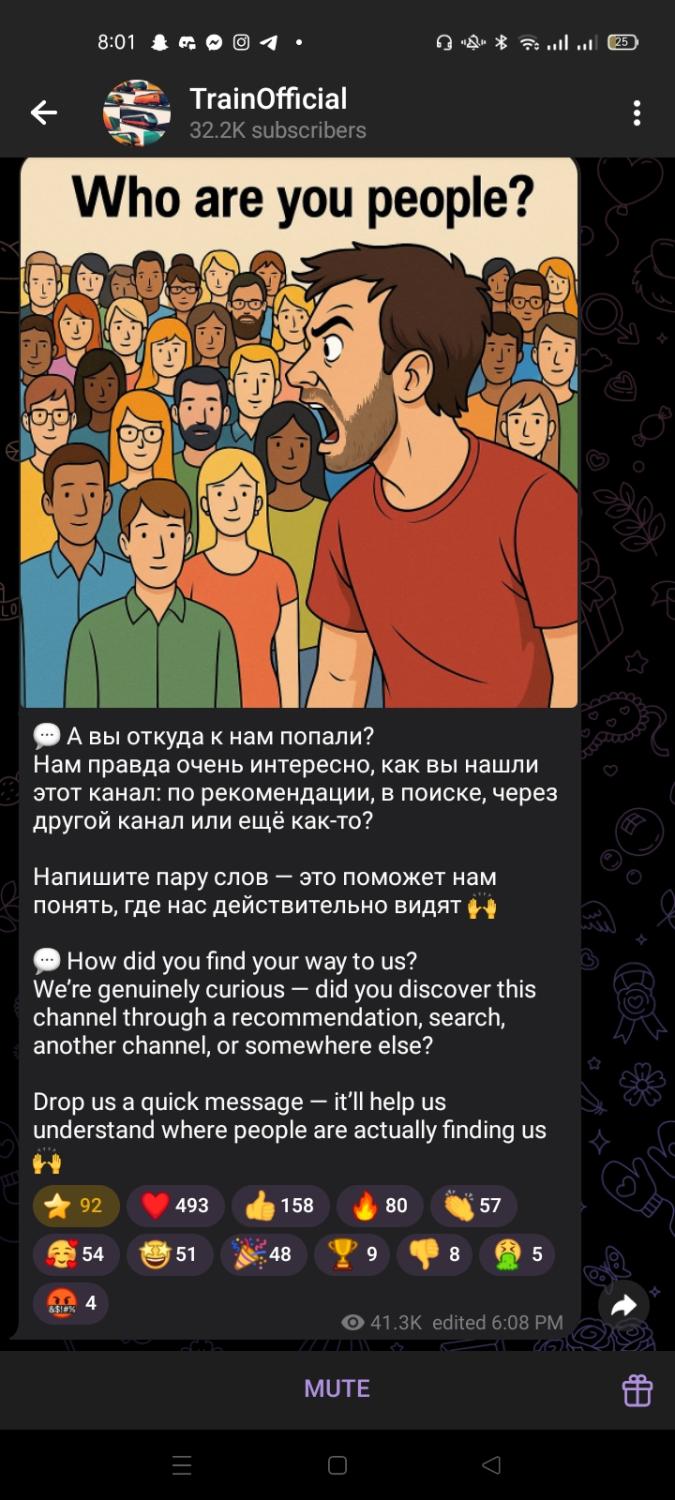 8:01
25
TrainOfficial
32.2K subscribers
Who are you people?
💬 А вы откуда к нам попали?
Нам правда очень интересно, как вы нашли
этот канал: по рекомендации, в поиске, через
другой канал или ещё как-то?
Напишите пару слов — это поможет нам
понять, где нас действительно видят 🙌
💬 How did you find your way to us?
We’re genuinely curious — did you discover this
channel through a recommendation, search,
another channel, or somewhere else?
Drop us a quick message — it’ll help us
understand where people are actually finding us
🙌
⭐ 92 ❤️ 493 👍 158 🔥 80 👏 57
🥰 54 🤩 51 🎉 48 🏆 9 👎 8 🤮 5
🤬 4
41.3K edited 6:08 PM
MUTE